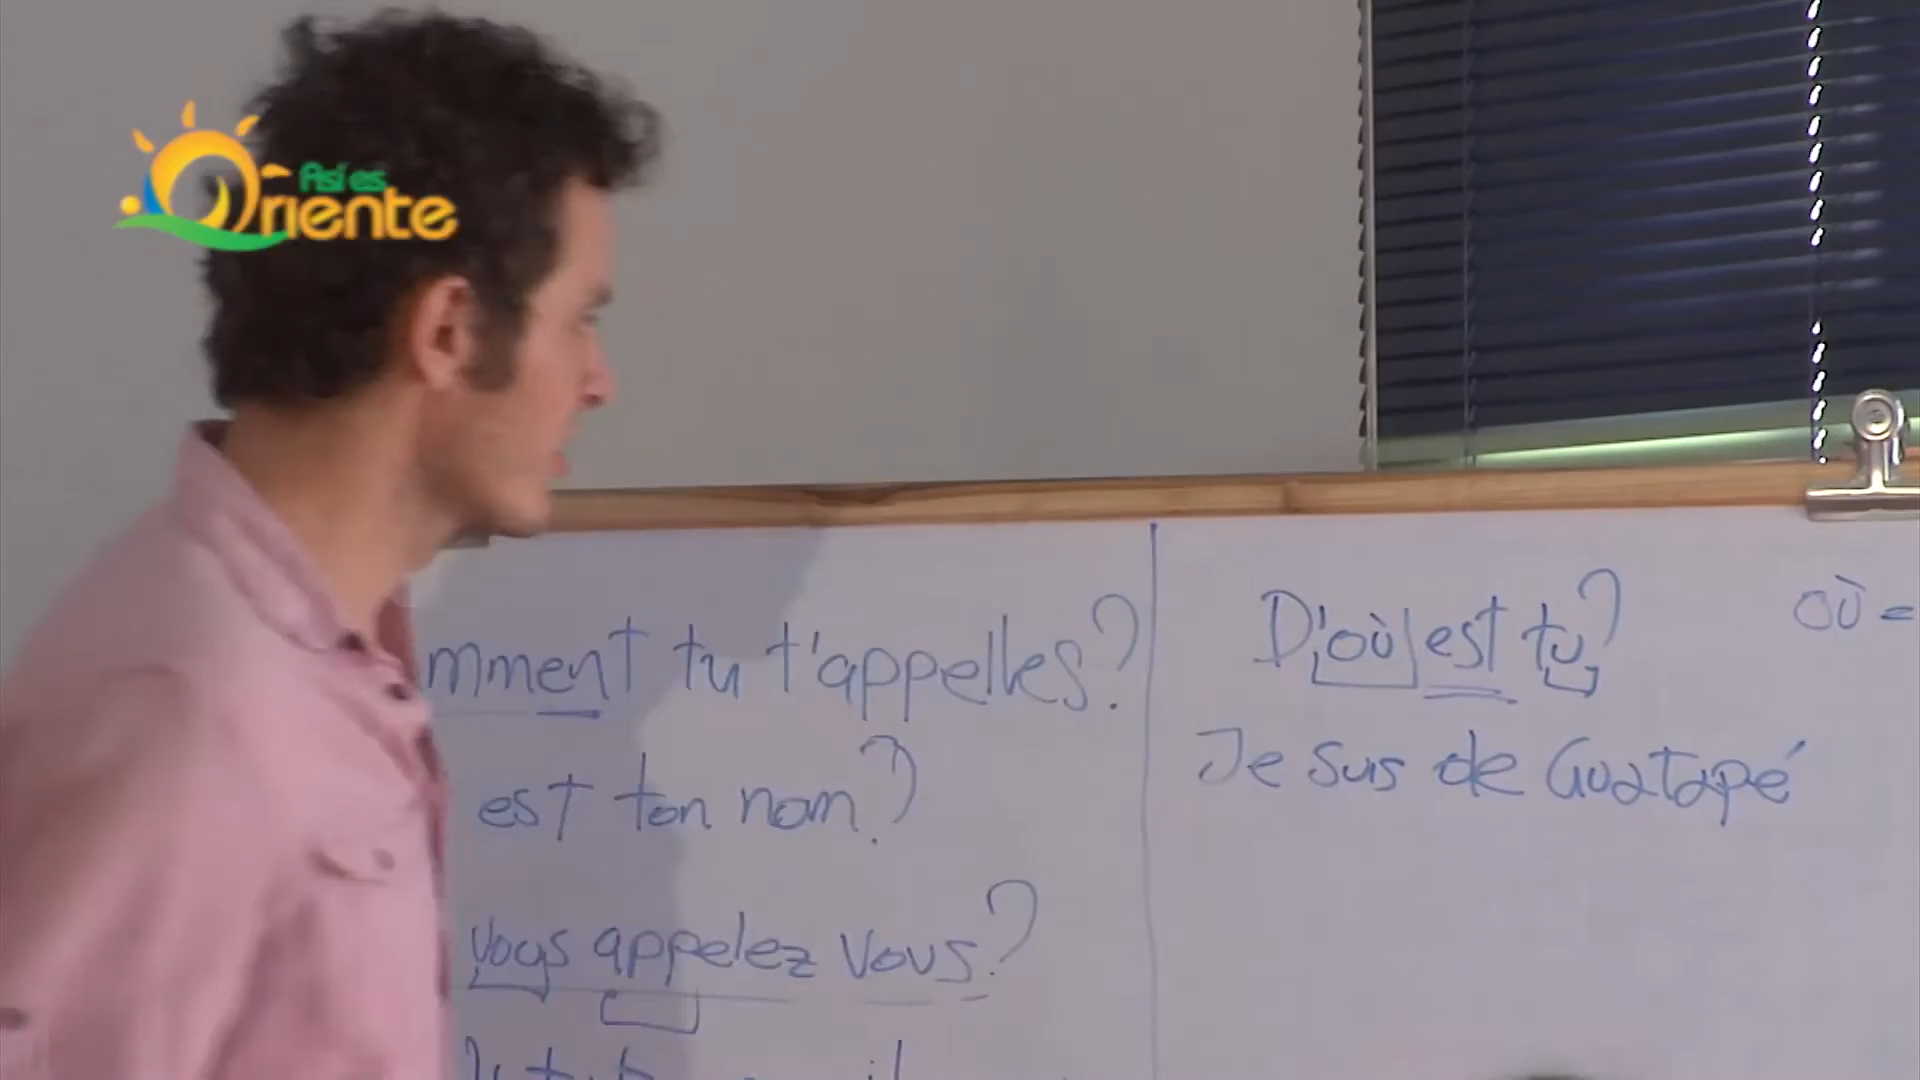 Así es
Oriente
mment tu t'appelles?
est ton nom?
vous appelez vous?
D'où est tu?
où =
Je sus de Guatapé